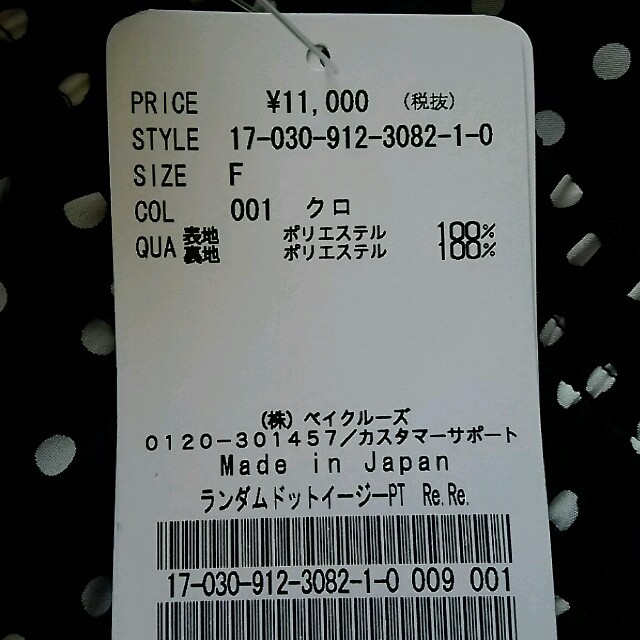 PRICE ¥11,000 (税抜)
STYLE 17-030-912-3082-1-0
SIZE F
COL 001 クロ
QUA 表地 ポリエステル 100%
裏地 ポリエステル 100%
(株) ベイクルーズ
0120-301457/カスタマーサポート
Made in Japan
ランダムドットイージーPT Re.Re.
17-030-912-3082-1-0 009 001